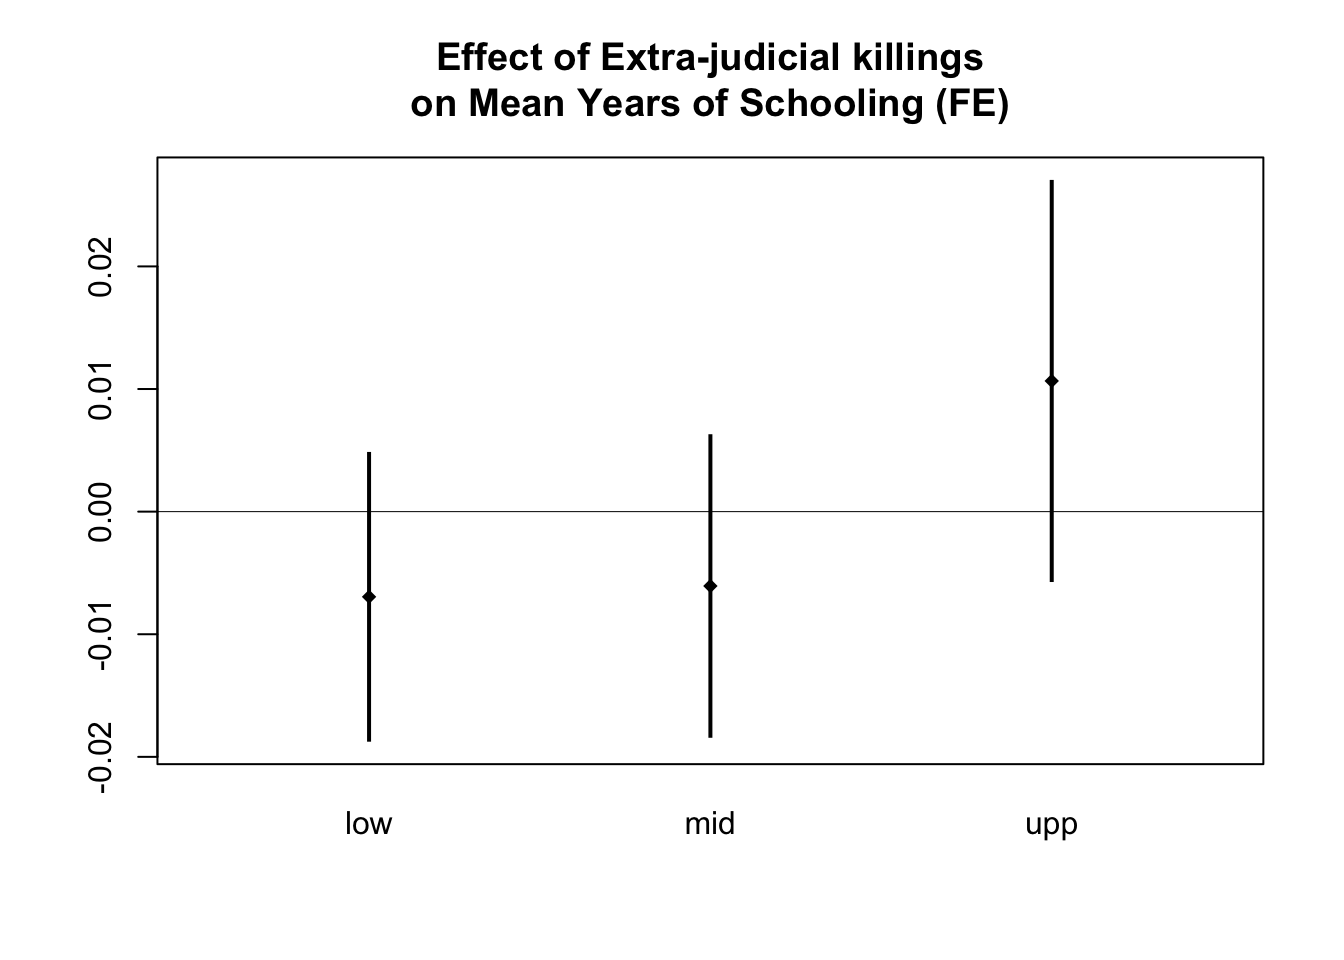 Effect of Extra-judicial killings
on Mean Years of Schooling (FE)
0.02
0.01
0.00
-0.01
-0.02
low mid upp